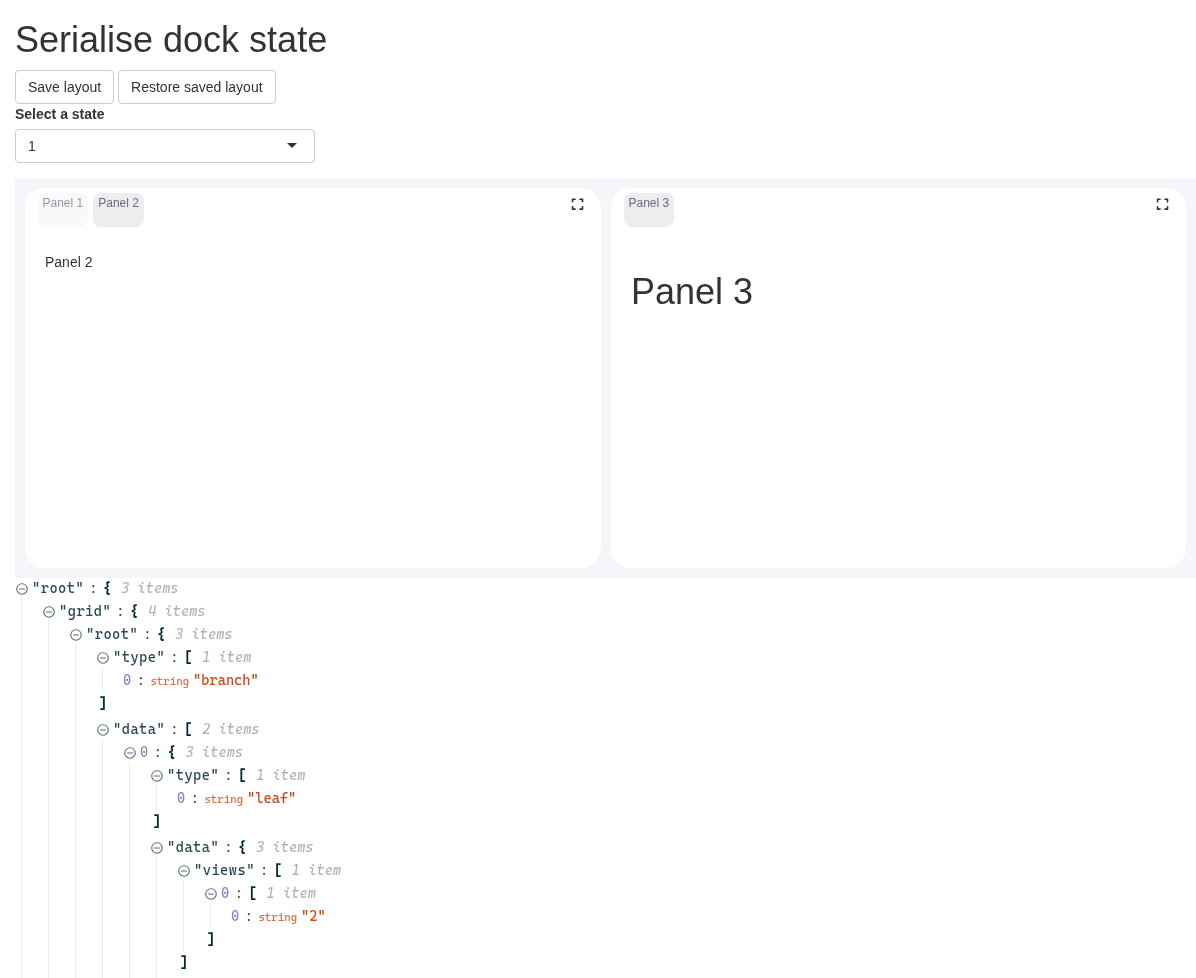 Serialise dock state
Save layout Restore saved layout
Select a state
1
Panel 1 Panel 2 Panel 3
Panel 2
Panel 3
"root" : { 3 items
"grid" : { 4 items
"root" : { 3 items
"type" : [ 1 item
0 : string "branch"
]
"data" : [ 2 items
0 : { 3 items
"type" : [ 1 item
0 : string "leaf"
]
"data" : { 3 items
"views" : [ 1 item
0 : [ 1 item
0 : string "2"
]
]